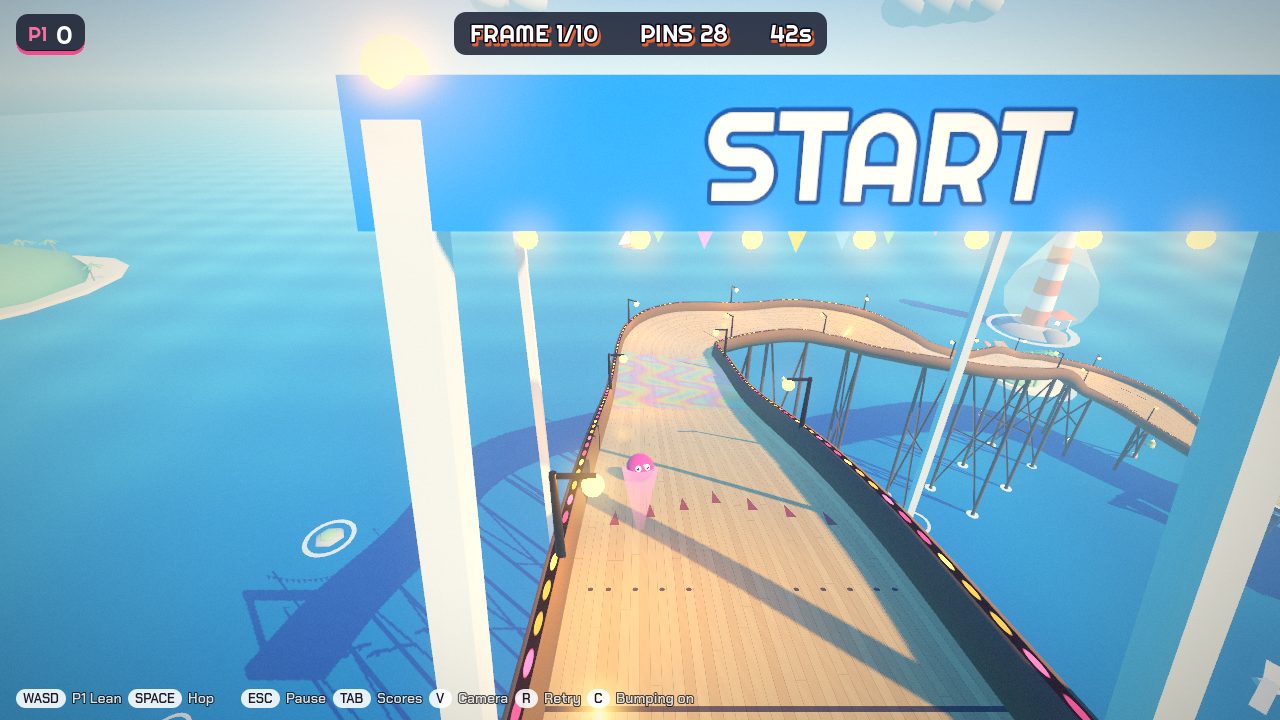 P1 0
FRAME 1/10 PINS 28 42s
START
WASD P1 Lean SPACE Hop ESC Pause TAB Scores V Camera R Retry C Bumping on